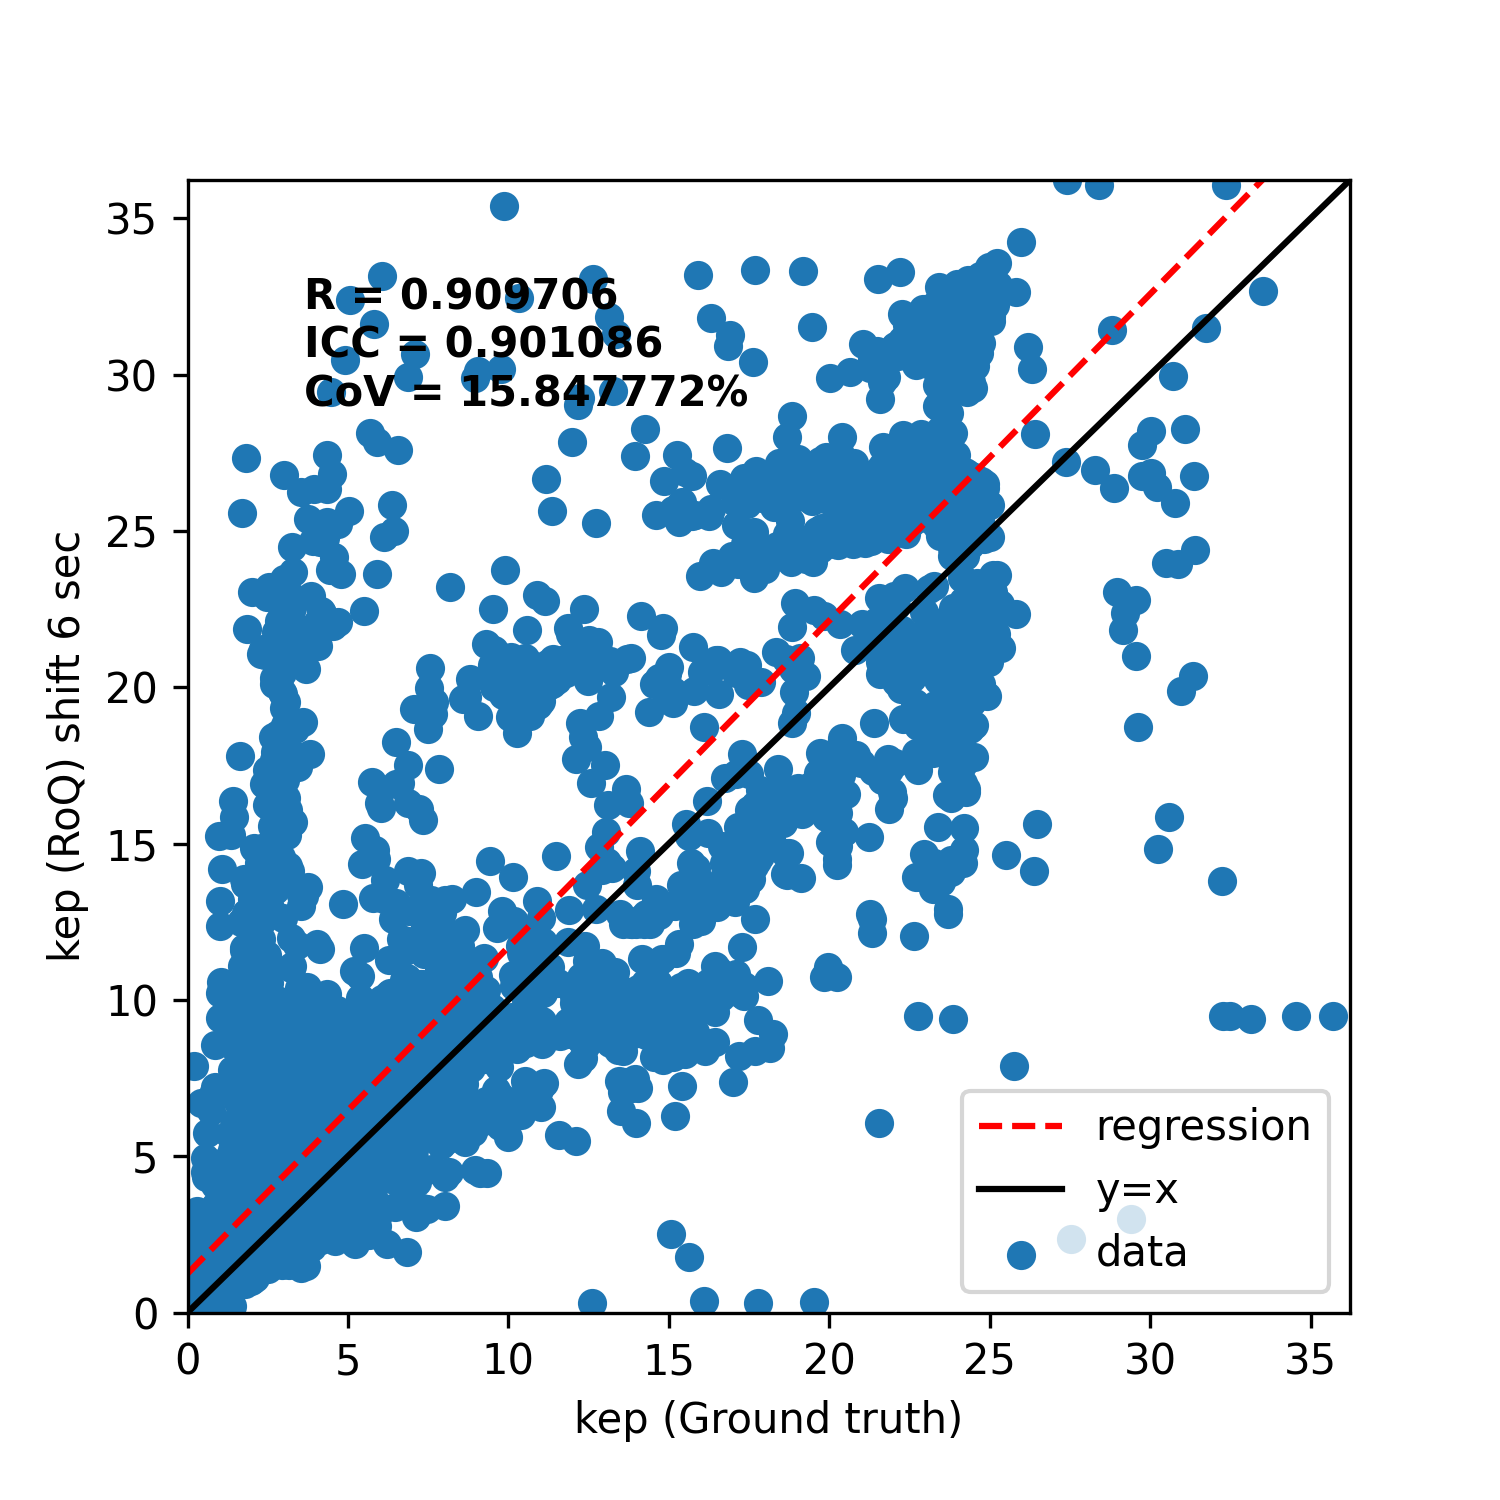 35
30
25
20
15
10
5
0
kep (RoQ) shift 6 sec
R = 0.909706
ICC = 0.901086
CoV = 15.847772%
regression
y=x
data
0 5 10 15 20 25 30 35
kep (Ground truth)